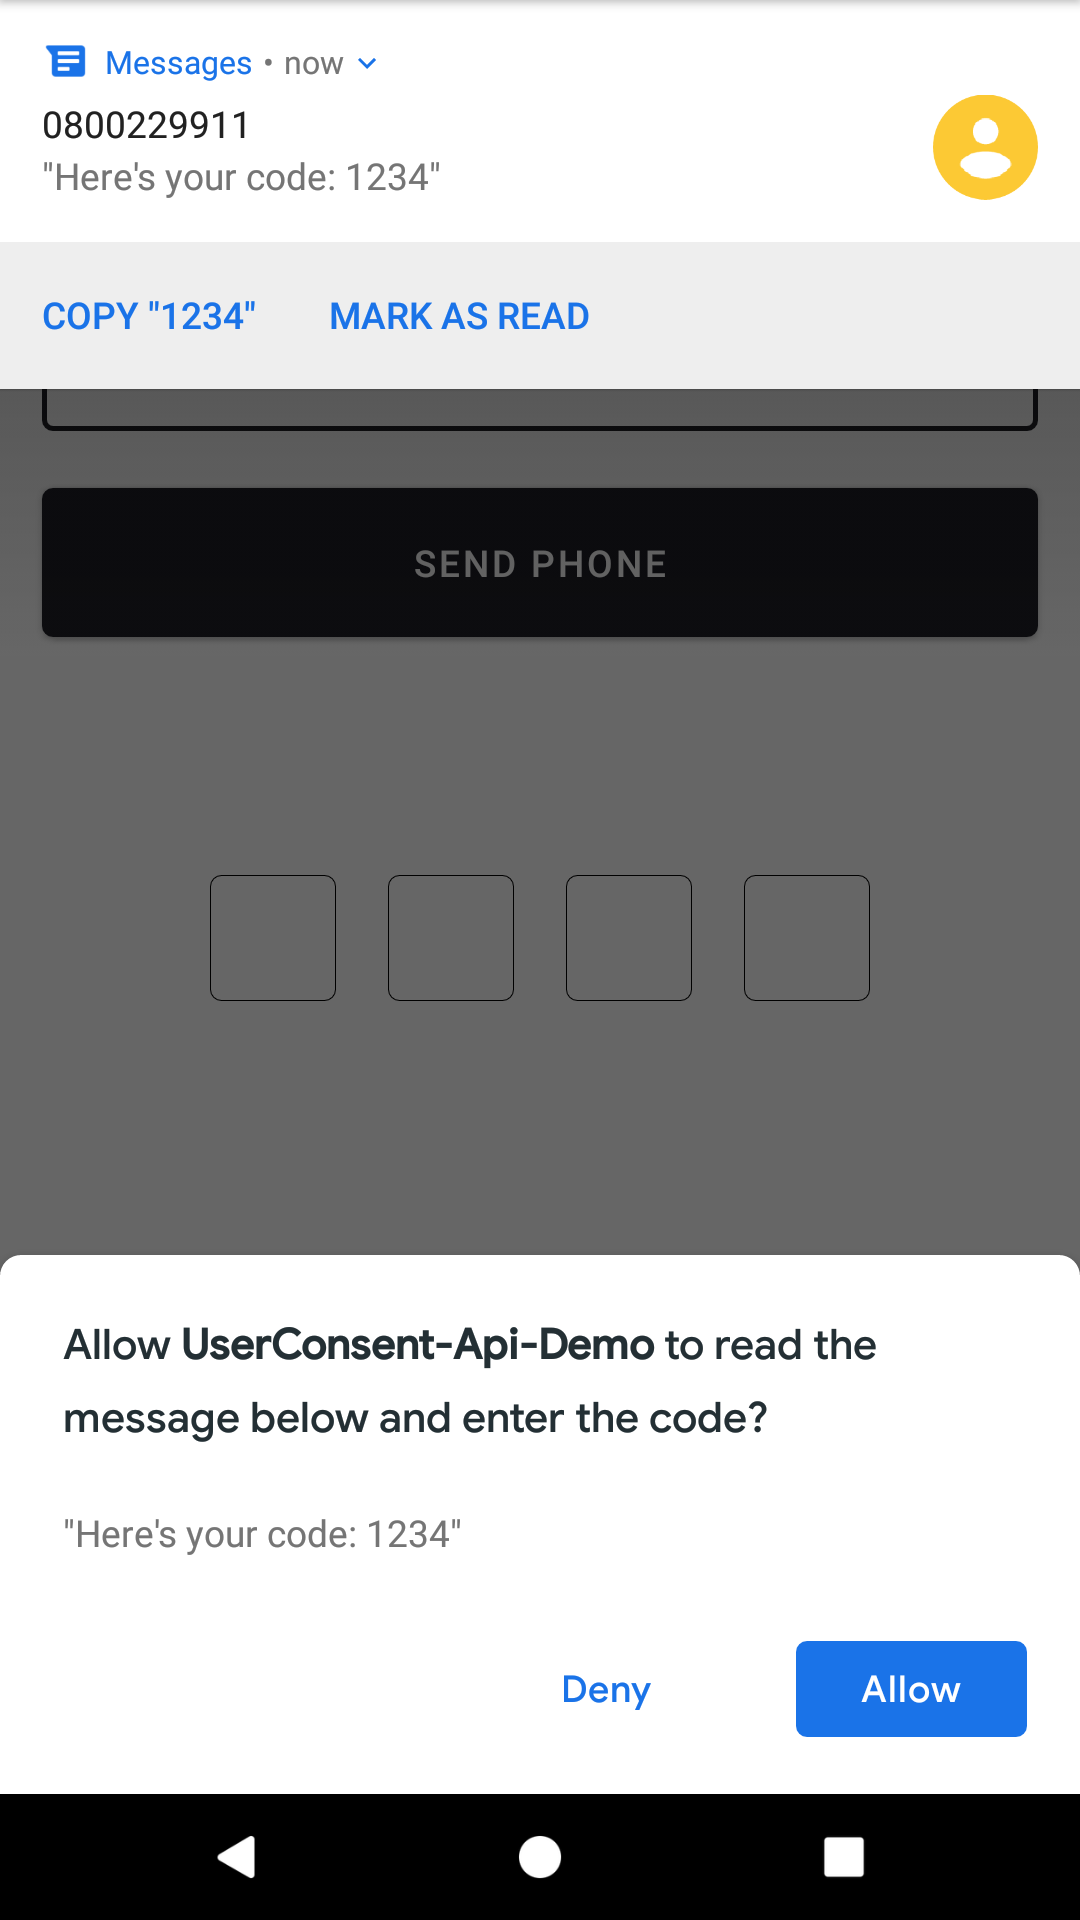 Messages • now
0800229911
"Here's your code: 1234"
COPY "1234" MARK AS READ
SEND PHONE
Allow UserConsent-Api-Demo to read the
message below and enter the code?
"Here's your code: 1234"
Deny Allow